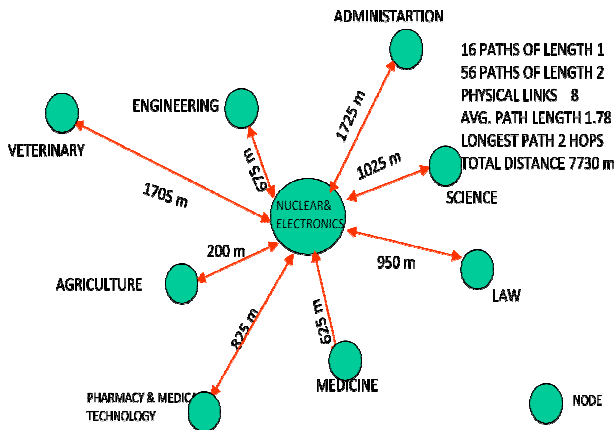 ADMINISTARTION
16 PATHS OF LENGTH 1
56 PATHS OF LENGTH 2
PHYSICAL LINKS 8
AVG. PATH LENGTH 1.78
LONGEST PATH 2 HOPS
TOTAL DISTANCE 7730 m
ENGINEERING
VETERINARY
1725 m
675 m
1025 m
SCIENCE
1705 m
NUCLEAR&
ELECTRONICS
200 m
950 m
AGRICULTURE
LAW
825 m
625 m
MEDICINE
PHARMACY & MEDICA
TECHNOLOGY
NODE